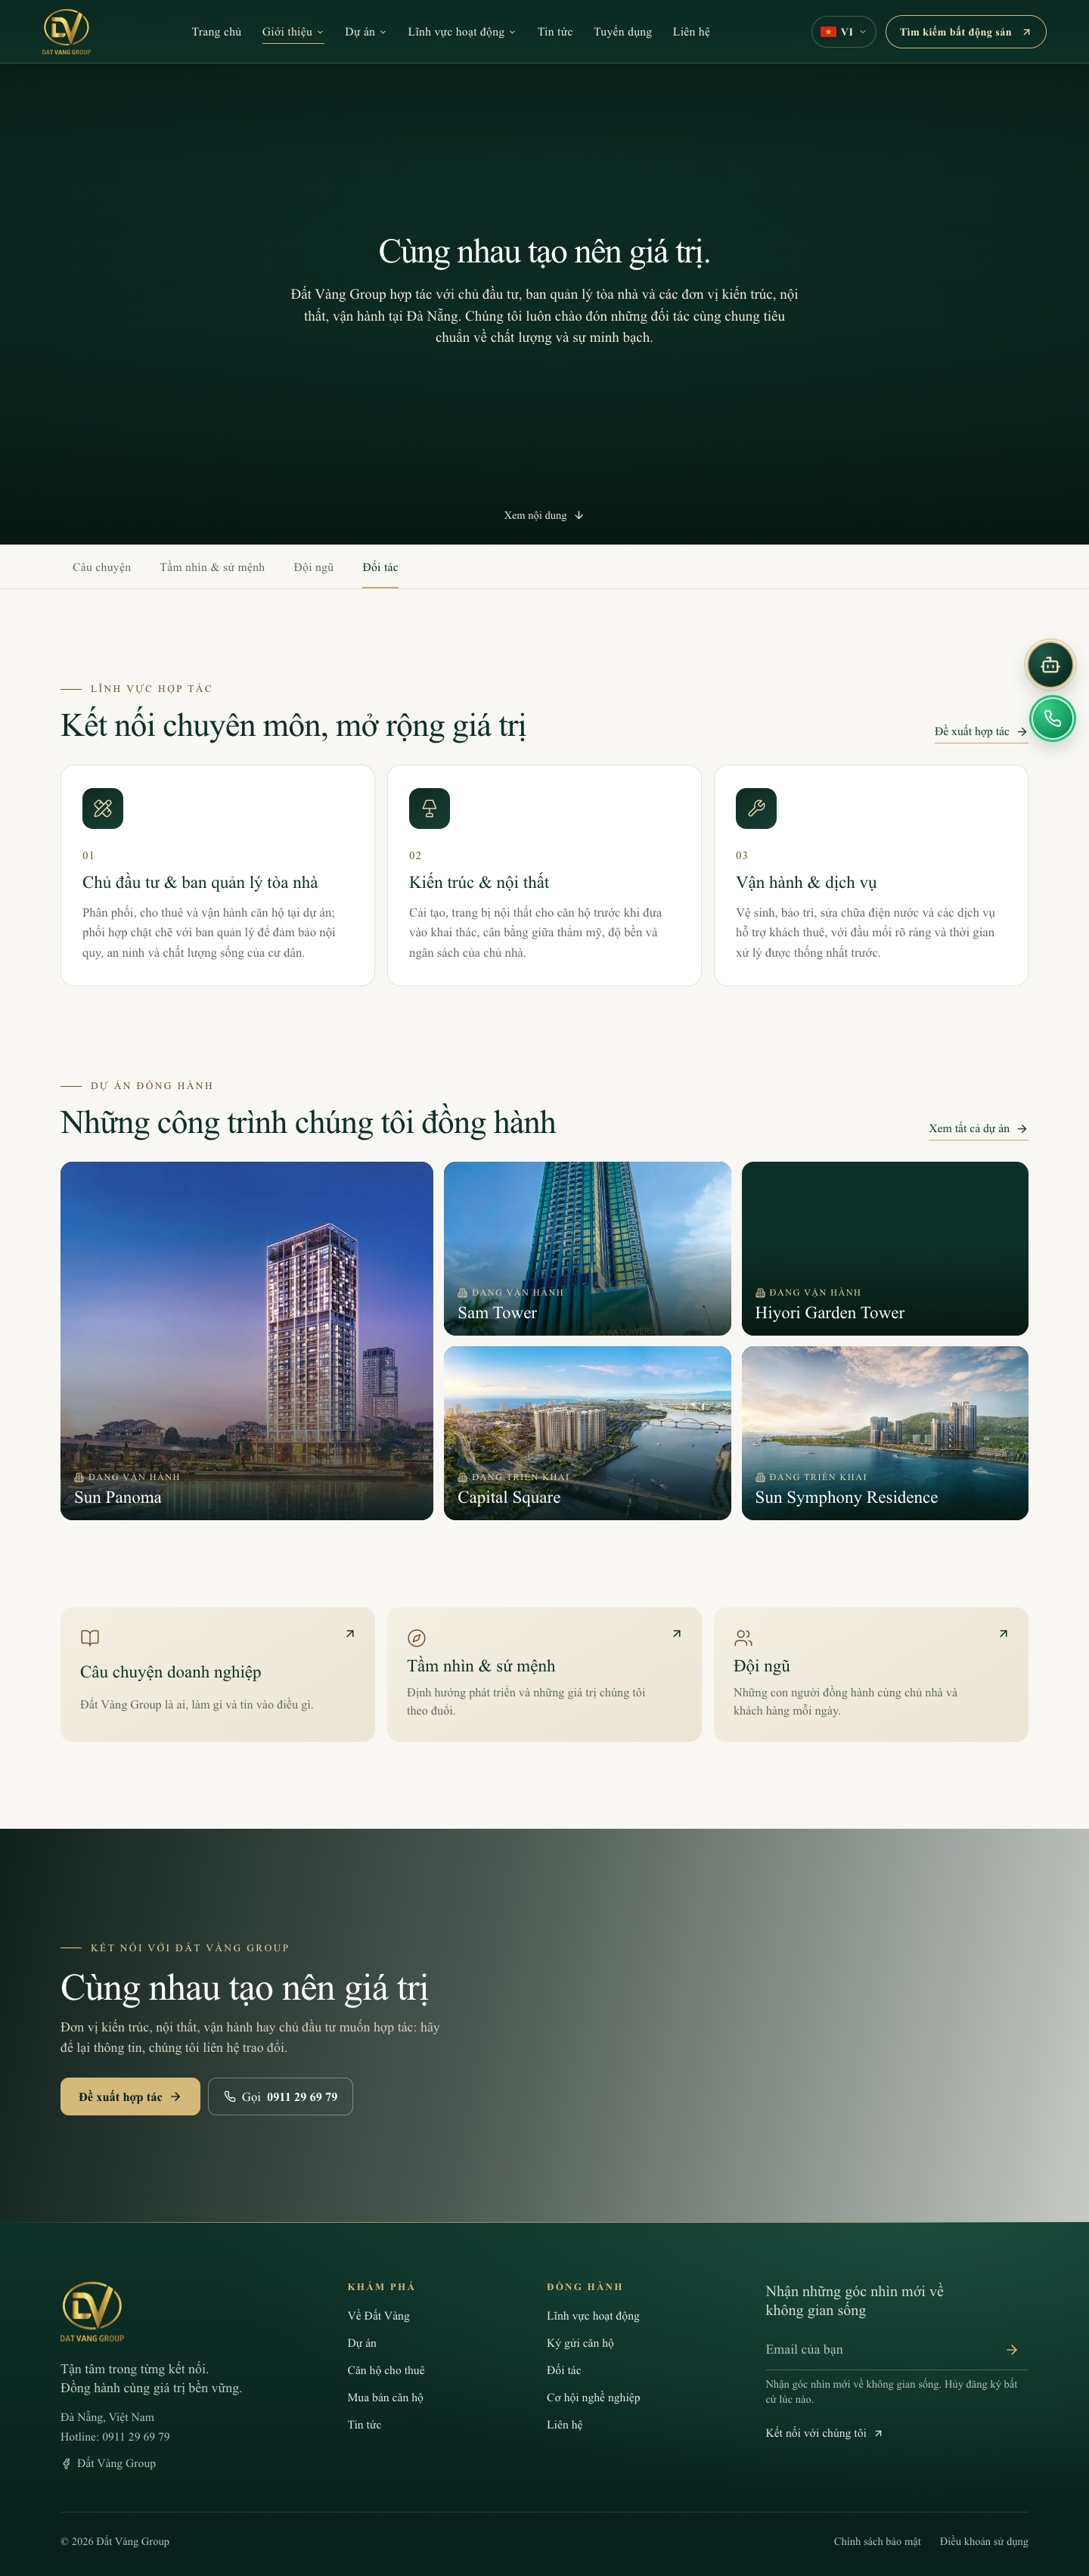 DAT VANG GROUP
Trang chủ
Giới thiệu
Dự án
Lĩnh vực hoạt động
Tin tức
Tuyển dụng
Liên hệ
VI
Tìm kiếm bất động sản
Cùng nhau tạo nên giá trị.
Đất Vàng Group hợp tác với chủ đầu tư, ban quản lý tòa nhà và các đơn vị kiến trúc, nội
thất, vận hành tại Đà Nẵng. Chúng tôi luôn chào đón những đối tác cùng chung tiêu
chuẩn về chất lượng và sự minh bạch.
Xem nội dung
Câu chuyện
Tầm nhìn & sứ mệnh
Đội ngũ
Đối tác
LĨNH VỰC HỢP TÁC
Kết nối chuyên môn, mở rộng giá trị
Đề xuất hợp tác
01
Chủ đầu tư & ban quản lý tòa nhà
Phân phối, cho thuê và vận hành căn hộ tại dự án;
phối hợp chặt chẽ với ban quản lý để đảm bảo nội
quy, an ninh và chất lượng sống của cư dân.
02
Kiến trúc & nội thất
Cải tạo, trang bị nội thất cho căn hộ trước khi đưa
vào khai thác, cân bằng giữa thẩm mỹ, độ bền và
ngân sách của chủ nhà.
03
Vận hành & dịch vụ
Vệ sinh, bảo trì, sửa chữa điện nước và các dịch vụ
hỗ trợ khách thuê, với đầu mối rõ ràng và thời gian
xử lý được thống nhất trước.
DỰ ÁN ĐỒNG HÀNH
Những công trình chúng tôi đồng hành
Xem tất cả dự án
ĐANG VẬN HÀNH
Sun Panoma
ĐANG VẬN HÀNH
Sam Tower
ĐANG VẬN HÀNH
Hiyori Garden Tower
ĐANG TRIỂN KHAI
Capital Square
ĐANG TRIỂN KHAI
Sun Symphony Residence
Câu chuyện doanh nghiệp
Đất Vàng Group là ai, làm gì và tin vào điều gì.
Tầm nhìn & sứ mệnh
Định hướng phát triển và những giá trị chúng tôi
theo đuổi.
Đội ngũ
Những con người đồng hành cùng chủ nhà và
khách hàng mỗi ngày.
KẾT NỐI VỚI ĐẤT VÀNG GROUP
Cùng nhau tạo nên giá trị
Đơn vị kiến trúc, nội thất, vận hành hay chủ đầu tư muốn hợp tác: hãy
để lại thông tin, chúng tôi liên hệ trao đổi.
Đề xuất hợp tác
Gọi 0911 29 69 79
DAT VANG GROUP
Tận tâm trong từng kết nối.
Đồng hành cùng giá trị bền vững.
Đà Nẵng, Việt Nam
Hotline: 0911 29 69 79
Đất Vàng Group
KHÁM PHÁ
Về Đất Vàng
Dự án
Căn hộ cho thuê
Mua bán căn hộ
Tin tức
ĐỒNG HÀNH
Lĩnh vực hoạt động
Ký gửi căn hộ
Đối tác
Cơ hội nghề nghiệp
Liên hệ
Nhận những góc nhìn mới về
không gian sống
Email của bạn
Nhận góc nhìn mới về không gian sống. Hủy đăng ký bất
cứ lúc nào.
Kết nối với chúng tôi
© 2026 Đất Vàng Group
Chính sách bảo mật
Điều khoản sử dụng